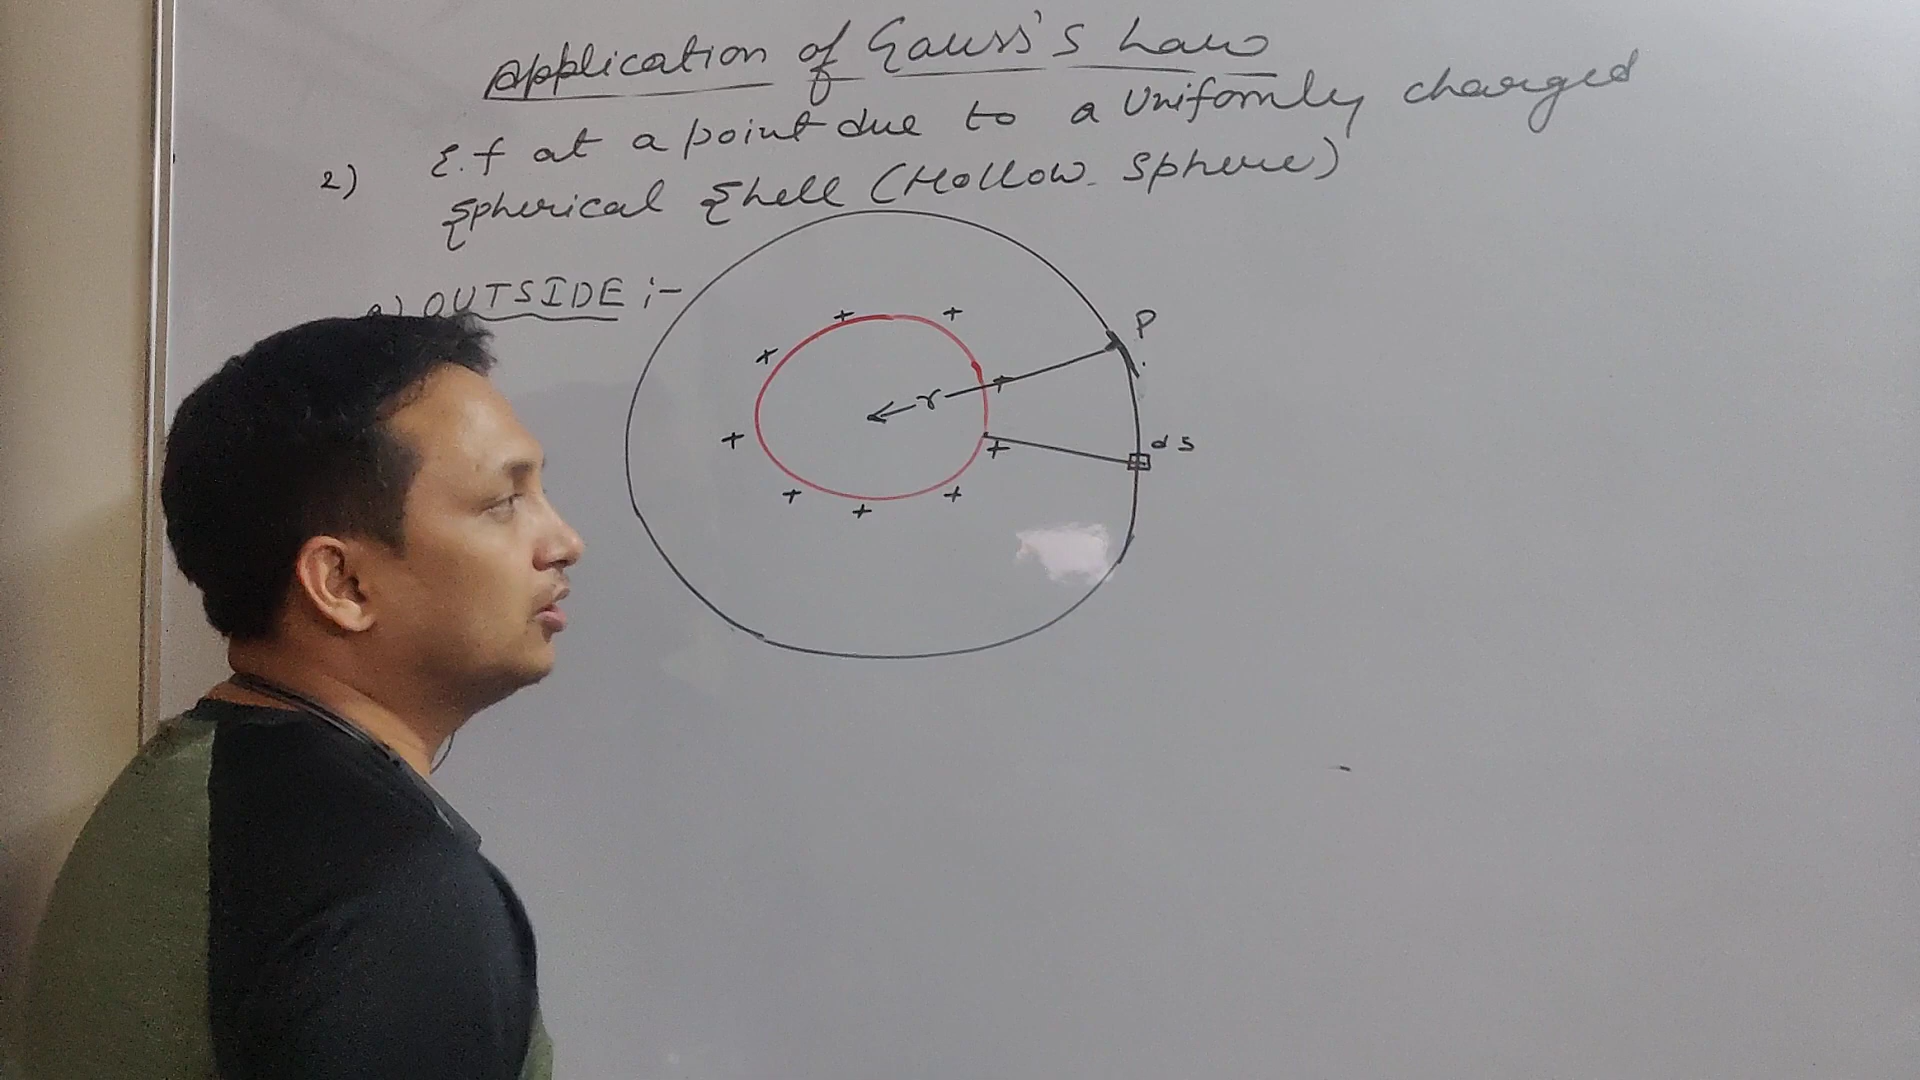 Application of Gauss's Law
2) E.f at a point due to a Uniformly charged
Spherical Shell (Hollow Sphere)
a) OUTSIDE :-
+ + + + + + + + + +
P
r
ds